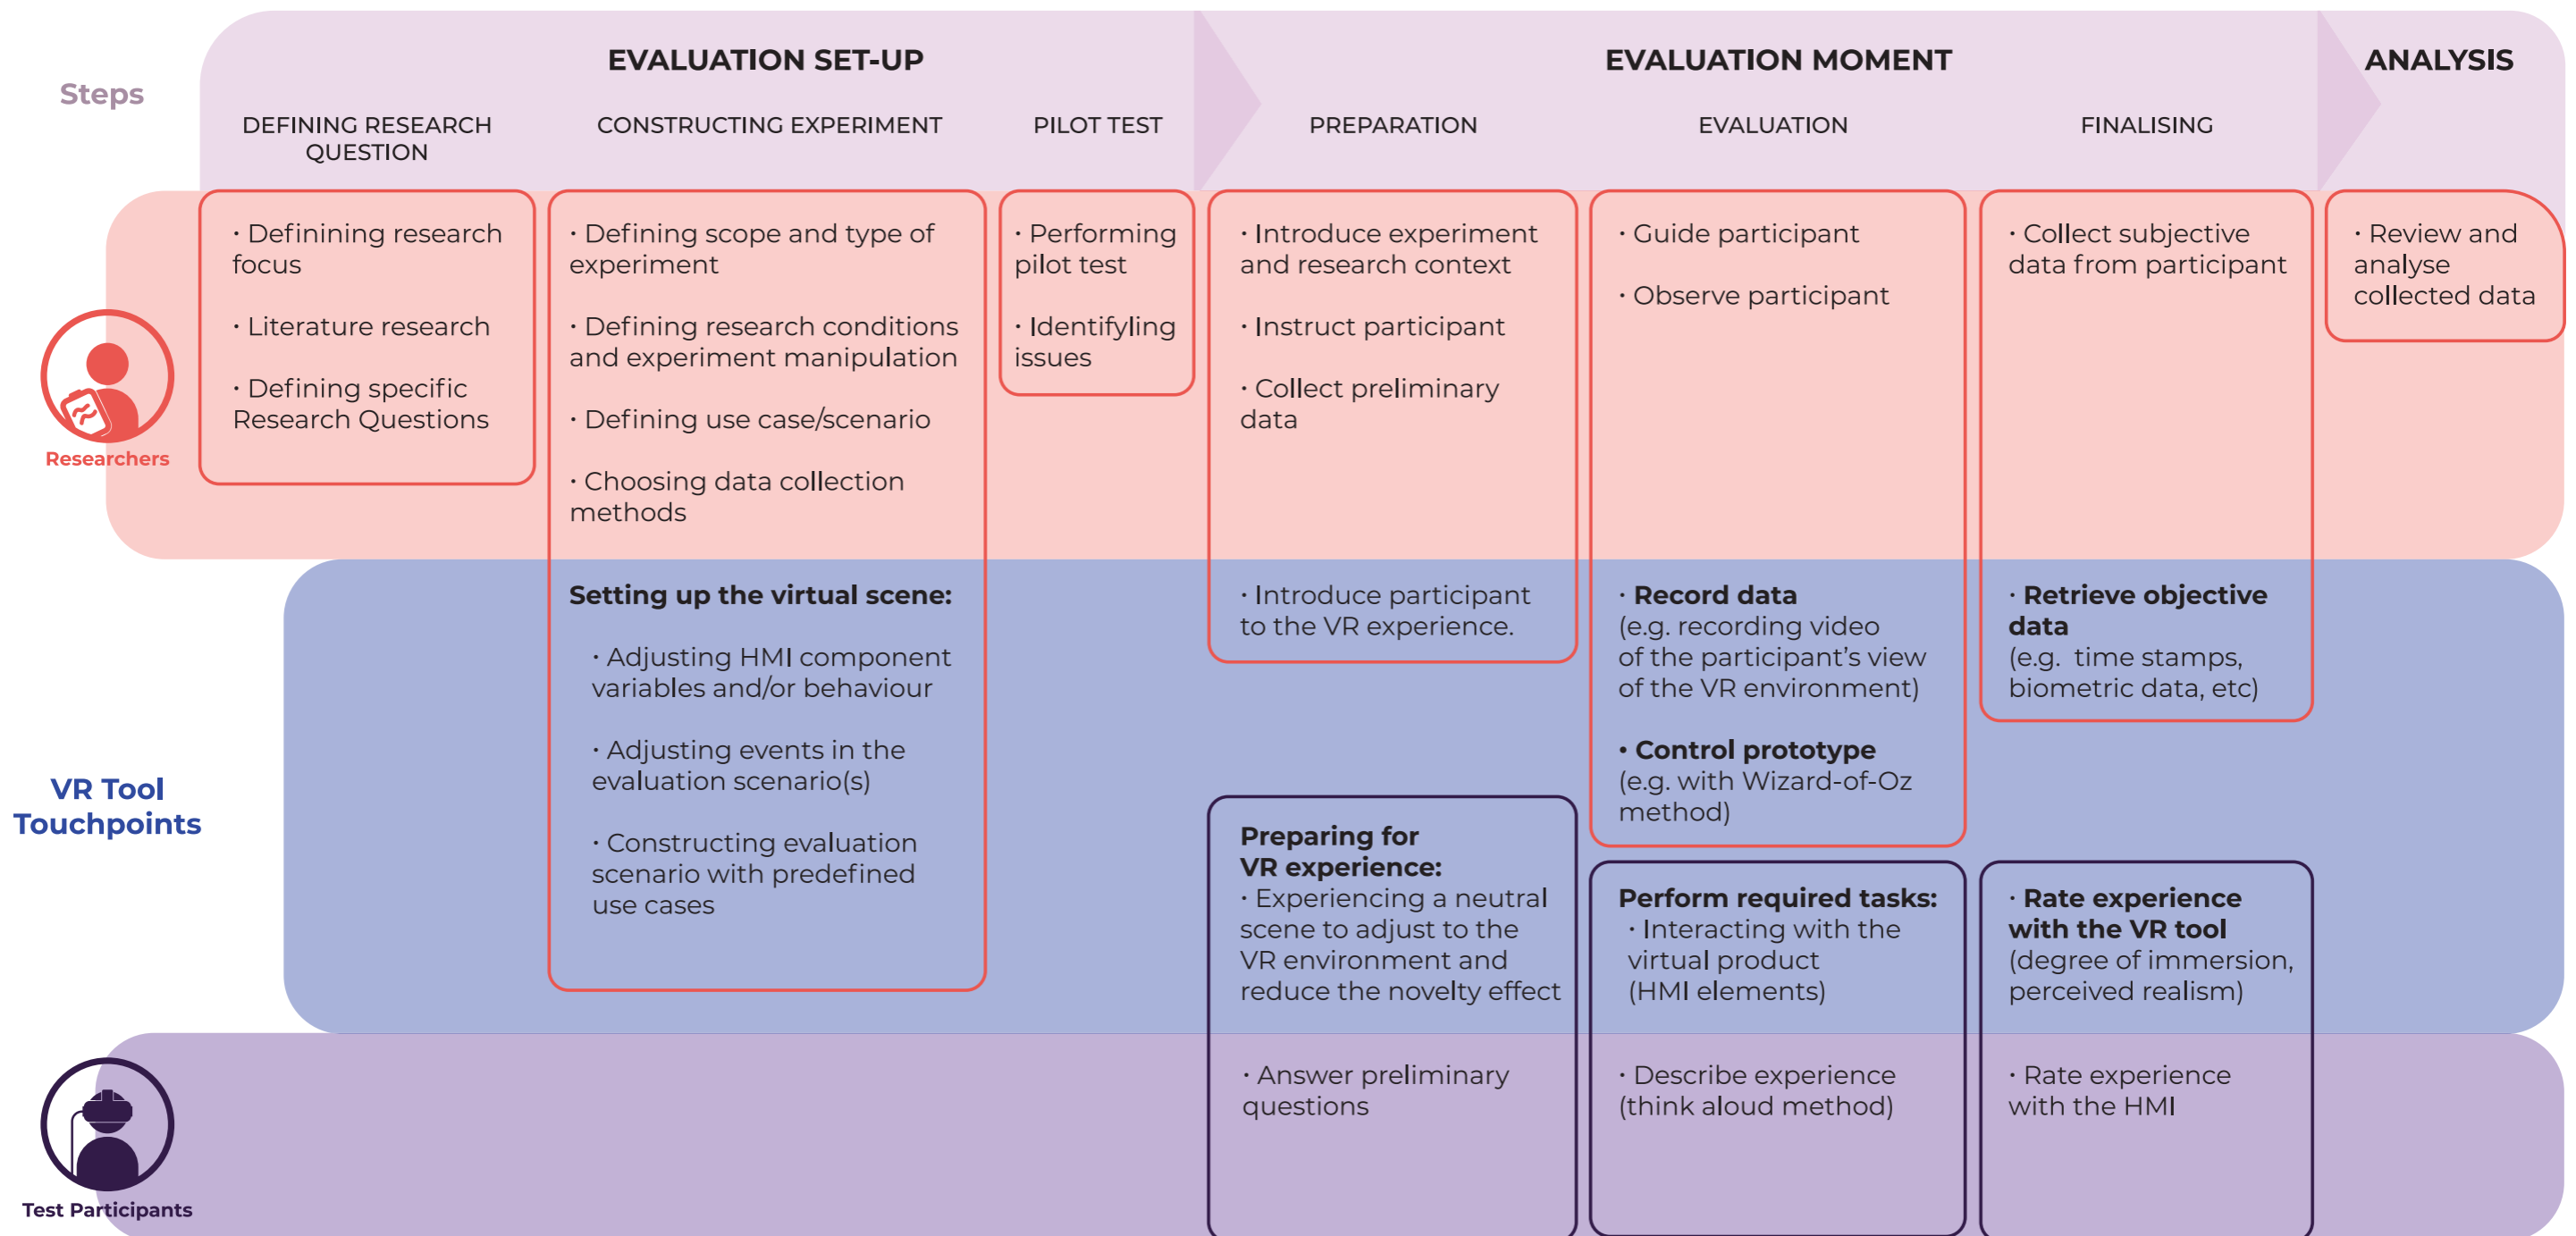 EVALUATION SET-UP
EVALUATION MOMENT
ANALYSIS
Steps
DEFINING RESEARCH
QUESTION
CONSTRUCTING EXPERIMENT
PILOT TEST
PREPARATION
EVALUATION
FINALISING
Researchers
· Definining research
focus
· Literature research
· Defining specific
Research Questions
· Defining scope and type of
experiment
· Defining research conditions
and experiment manipulation
· Defining use case/scenario
· Choosing data collection
methods
· Performing
pilot test
· Identifyling
issues
· Introduce experiment
and research context
· Instruct participant
· Collect preliminary
data
· Guide participant
· Observe participant
· Collect subjective
data from participant
· Review and
analyse
collected data
VR Tool
Touchpoints
Setting up the virtual scene:
· Adjusting HMI component
variables and/or behaviour
· Adjusting events in the
evaluation scenario(s)
· Constructing evaluation
scenario with predefined
use cases
· Introduce participant
to the VR experience.
· Record data
(e.g. recording video
of the participant's view
of the VR environment)
• Control prototype
(e.g. with Wizard-of-Oz
method)
· Retrieve objective
data
(e.g. time stamps,
biometric data, etc)
Preparing for
VR experience:
· Experiencing a neutral
scene to adjust to the
VR environment and
reduce the novelty effect
Perform required tasks:
· Interacting with the
virtual product
(HMI elements)
· Rate experience
with the VR tool
(degree of immersion,
perceived realism)
Test Participants
· Answer preliminary
questions
· Describe experience
(think aloud method)
· Rate experience
with the HMI